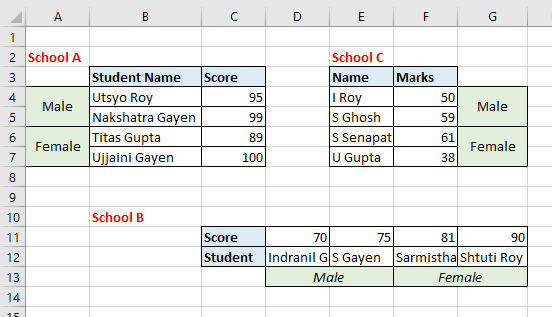 A B C D E F G
1
2 School A School C
3 Student Name Score Name Marks
4 Male Utsyo Roy 95 I Roy 50 Male
5 Nakshatra Gayen 99 S Ghosh 59
6 Female Titas Gupta 89 S Senapat 61 Female
7 Ujjaini Gayen 100 U Gupta 38
8
9
10 School B
11 Score 70 75 81 90
12 Student Indranil G S Gayen Sarmistha Shtuti Roy
13 Male Female
14
15